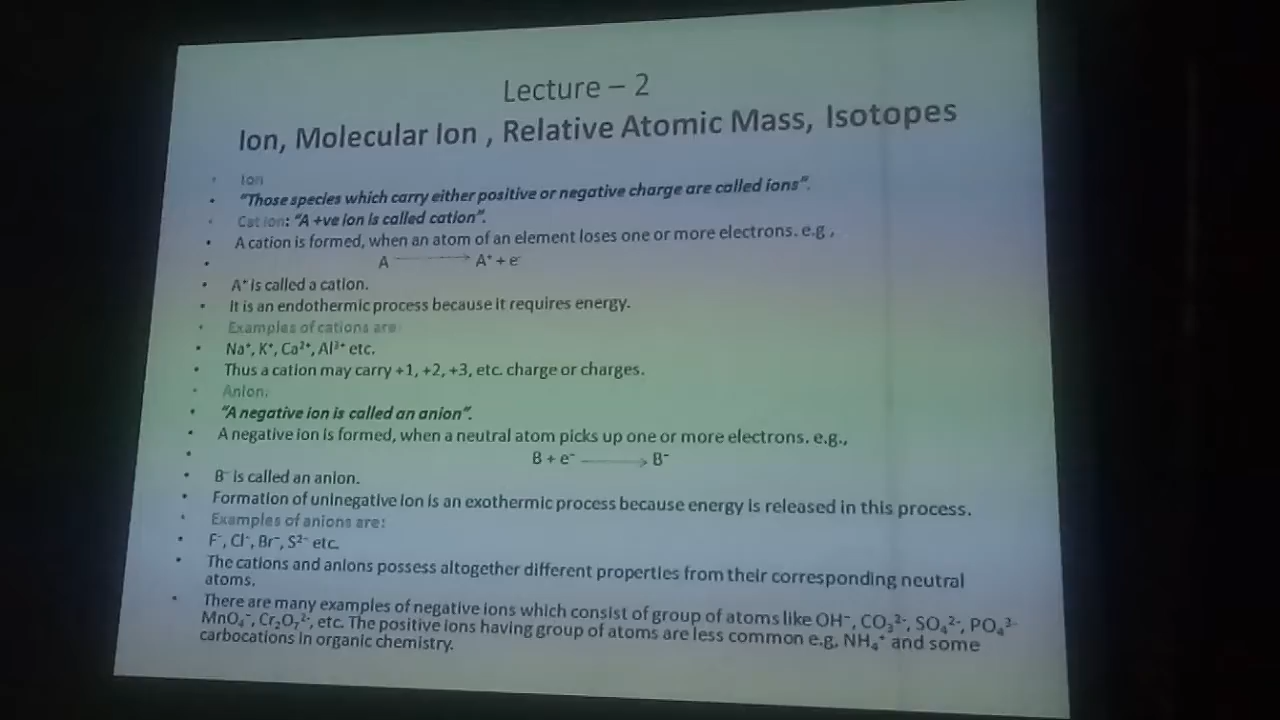 Lecture – 2
Ion, Molecular Ion , Relative Atomic Mass, Isotopes
• Ion
• "Those species which carry either positive or negative charge are called ions".
• Cat ion: "A +ve ion is called cation".
• A cation is formed, when an atom of an element loses one or more electrons. e.g ,
• A ⟶ A⁺ + e⁻
• A⁺ is called a cation.
• It is an endothermic process because it requires energy.
• Examples of cations are:
• Na⁺, K⁺, Ca²⁺, Al³⁺ etc.
• Thus a cation may carry +1, +2, +3, etc. charge or charges.
• Anion.
• "A negative ion is called an anion".
• A negative ion is formed, when a neutral atom picks up one or more electrons. e.g.,
• B + e⁻ ⟶ B⁻
• B⁻ is called an anion.
• Formation of uninegative ion is an exothermic process because energy is released in this process.
• Examples of anions are:
• F⁻, Cl⁻, Br⁻, S²⁻ etc.
• The cations and anions possess altogether different properties from their corresponding neutral
atoms.
• There are many examples of negative ions which consist of group of atoms like OH⁻, CO₃²⁻, SO₄²⁻, PO₄³⁻
MnO₄⁻, Cr₂O₇²⁻, etc. The positive ions having group of atoms are less common e.g, NH₄⁺ and some
carbocations in organic chemistry.